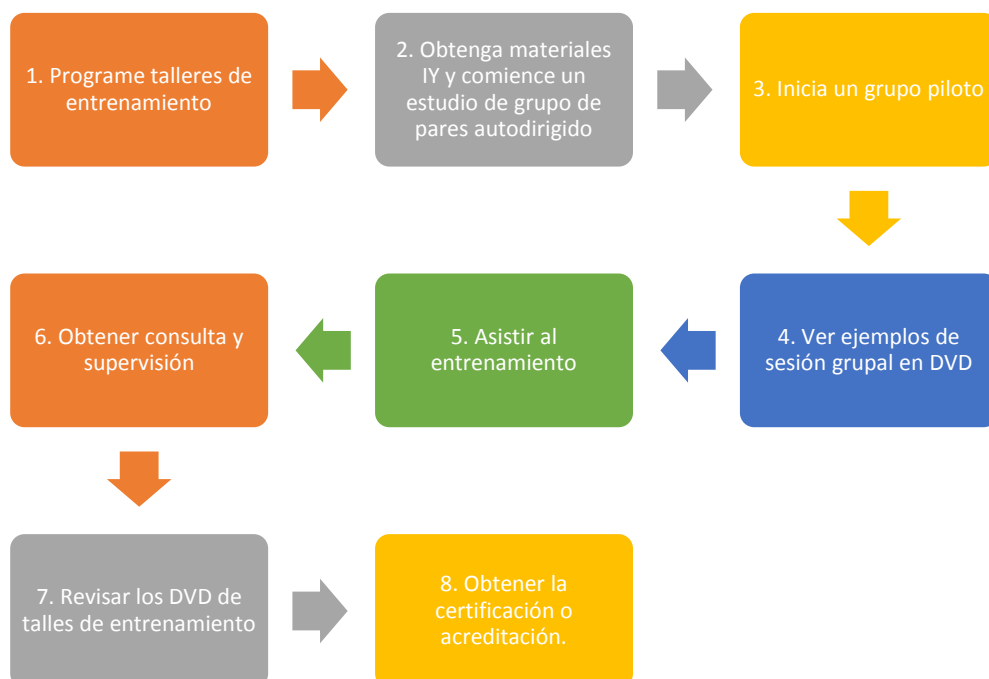 1. Programe talleres de
entrenamiento
2. Obtenga materiales
IY y comience un
estudio de grupo de
pares autodirigido
3. Inicia un grupo piloto
4. Ver ejemplos de
sesión grupal en DVD
5. Asistir al
entrenamiento
6. Obtener consulta y
supervisión
7. Revisar los DVD de
talles de entrenamiento
8. Obtener la
certificación o
acreditación.